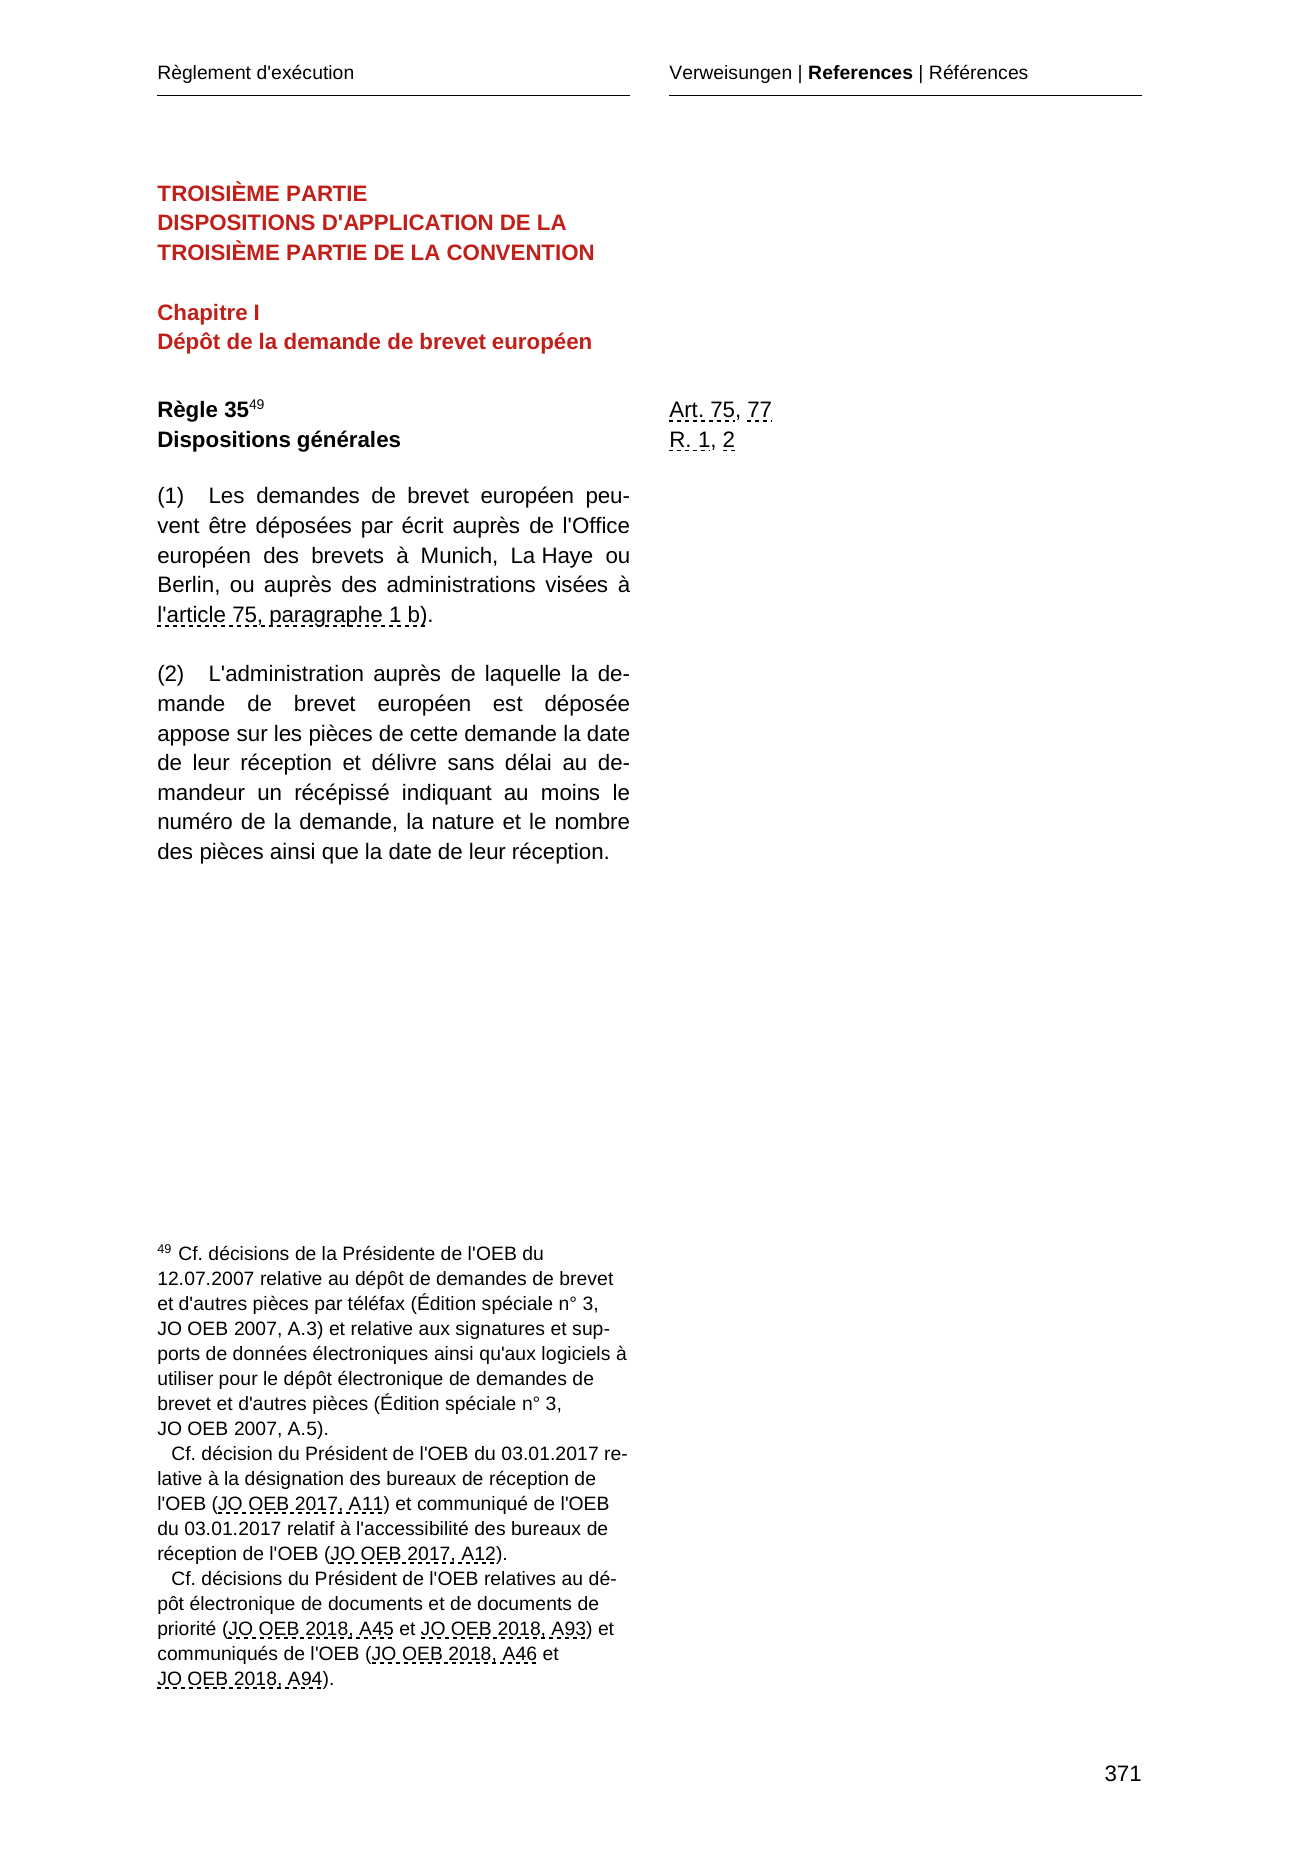 Règlement d'exécution
Verweisungen | References | Références
TROISIÈME PARTIE
DISPOSITIONS D'APPLICATION DE LA
TROISIÈME PARTIE DE LA CONVENTION
Chapitre I
Dépôt de la demande de brevet européen
Règle 35⁴⁹
Dispositions générales
Art. 75, 77
R. 1, 2
(1) Les demandes de brevet européen peu-
vent être déposées par écrit auprès de l'Office
européen des brevets à Munich, La Haye ou
Berlin, ou auprès des administrations visées à
l'article 75, paragraphe 1 b).
(2) L'administration auprès de laquelle la de-
mande de brevet européen est déposée
appose sur les pièces de cette demande la date
de leur réception et délivre sans délai au de-
mandeur un récépissé indiquant au moins le
numéro de la demande, la nature et le nombre
des pièces ainsi que la date de leur réception.
⁴⁹ Cf. décisions de la Présidente de l'OEB du
12.07.2007 relative au dépôt de demandes de brevet
et d'autres pièces par téléfax (Édition spéciale n° 3,
JO OEB 2007, A.3) et relative aux signatures et sup-
ports de données électroniques ainsi qu'aux logiciels à
utiliser pour le dépôt électronique de demandes de
brevet et d'autres pièces (Édition spéciale n° 3,
JO OEB 2007, A.5).
Cf. décision du Président de l'OEB du 03.01.2017 re-
lative à la désignation des bureaux de réception de
l'OEB (JO OEB 2017, A11) et communiqué de l'OEB
du 03.01.2017 relatif à l'accessibilité des bureaux de
réception de l'OEB (JO OEB 2017, A12).
Cf. décisions du Président de l'OEB relatives au dé-
pôt électronique de documents et de documents de
priorité (JO OEB 2018, A45 et JO OEB 2018, A93) et
communiqués de l'OEB (JO OEB 2018, A46 et
JO OEB 2018, A94).
371